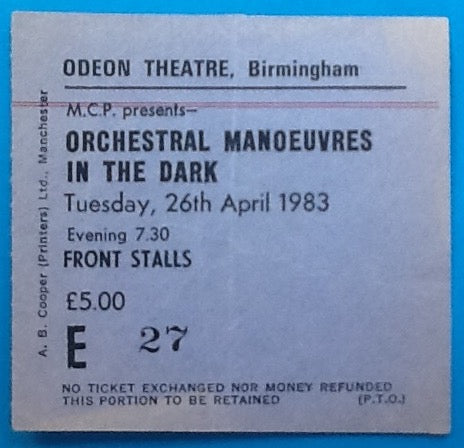 ODEON THEATRE, Birmingham
M.C.P. presents—
ORCHESTRAL MANOEUVRES
IN THE DARK
Tuesday, 26th April 1983
Evening 7.30
FRONT STALLS
£5.00
E 27
NO TICKET EXCHANGED NOR MONEY REFUNDED
THIS PORTION TO BE RETAINED (P.T.O.)
A. B. Cooper (Printers) Ltd., Manchester